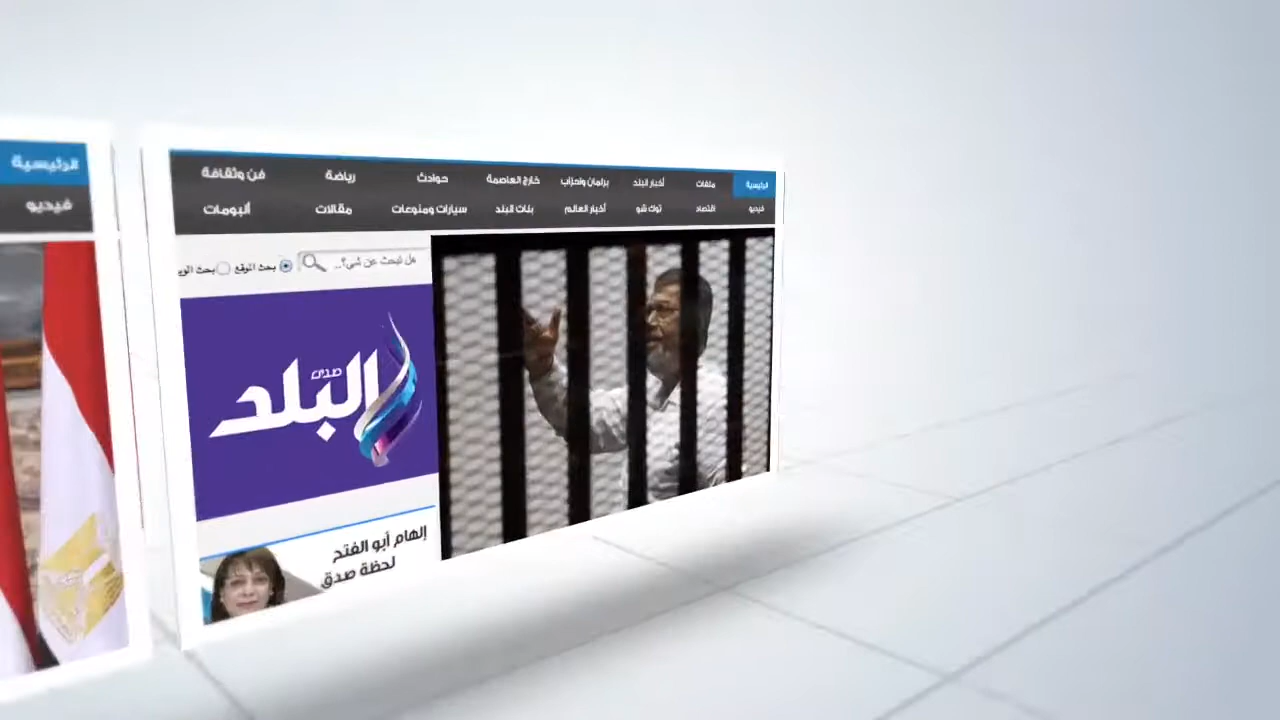 الرئيسية
فيديو
الرئيسية ملفات أخبار البلد برلمان وأحزاب خارج العاصمة حوادث رياضة فن وثقافة
فيديو اقتصاد توك شو أخبار العالم بنات البلد سيارات ومنوعات مقالات ألبومات
هل تبحث عن شيء؟.. بحث الموقع بحث
صدى
البلد
إلهام أبو الفتح
لحظة صدق